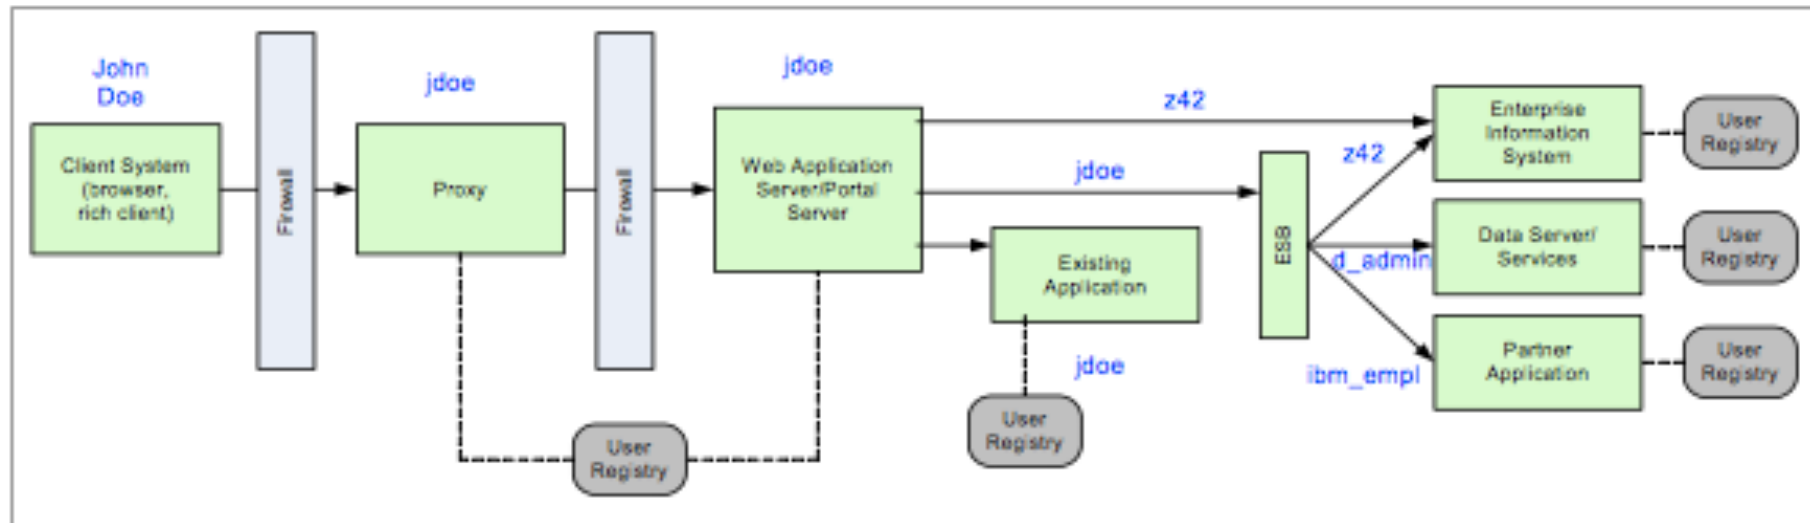 John
Doe
jdoe
jdoe
Client System
(browser,
rich client)
Firewall
Proxy
Firewall
Web Application
Server/Portal
Server
z42
jdoe
z42
Enterprise
Information
System
User
Registry
ESB
Existing
Application
d_admin
Data Server/
Services
User
Registry
jdoe
ibm_empl
Partner
Application
User
Registry
User
Registry
User
Registry